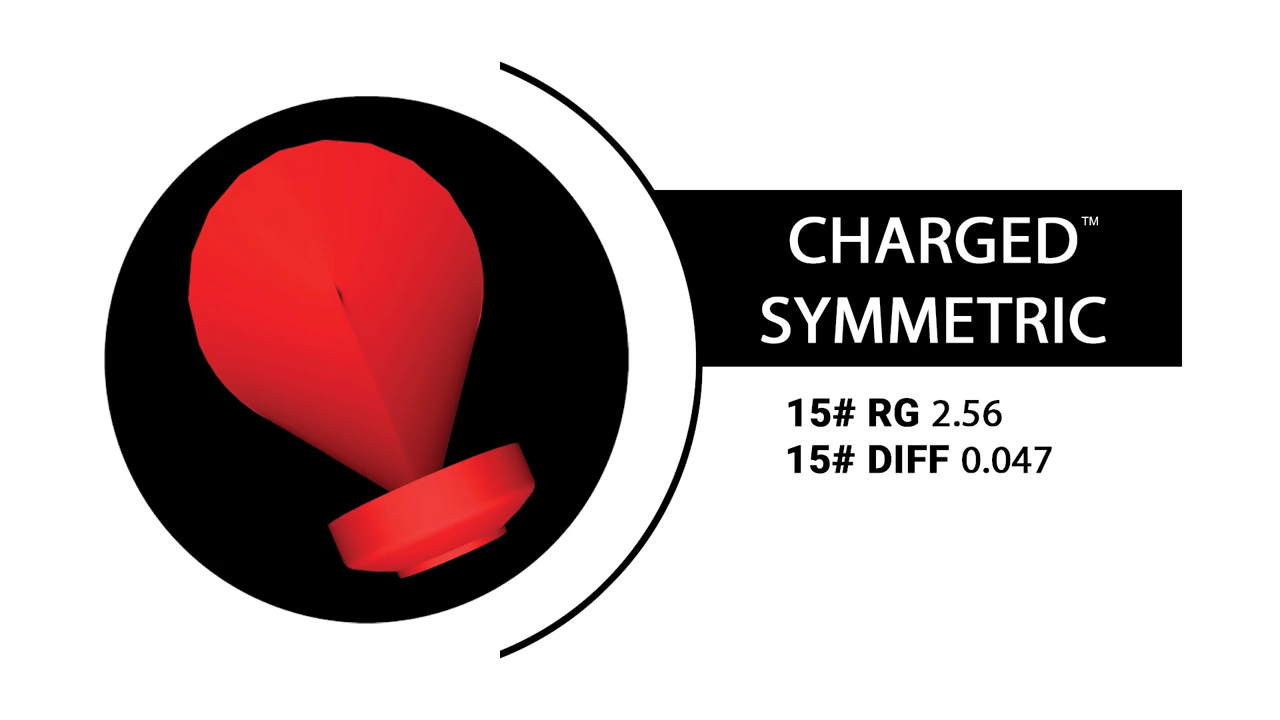 CHARGED™
SYMMETRIC
15# RG 2.56
15# DIFF 0.047